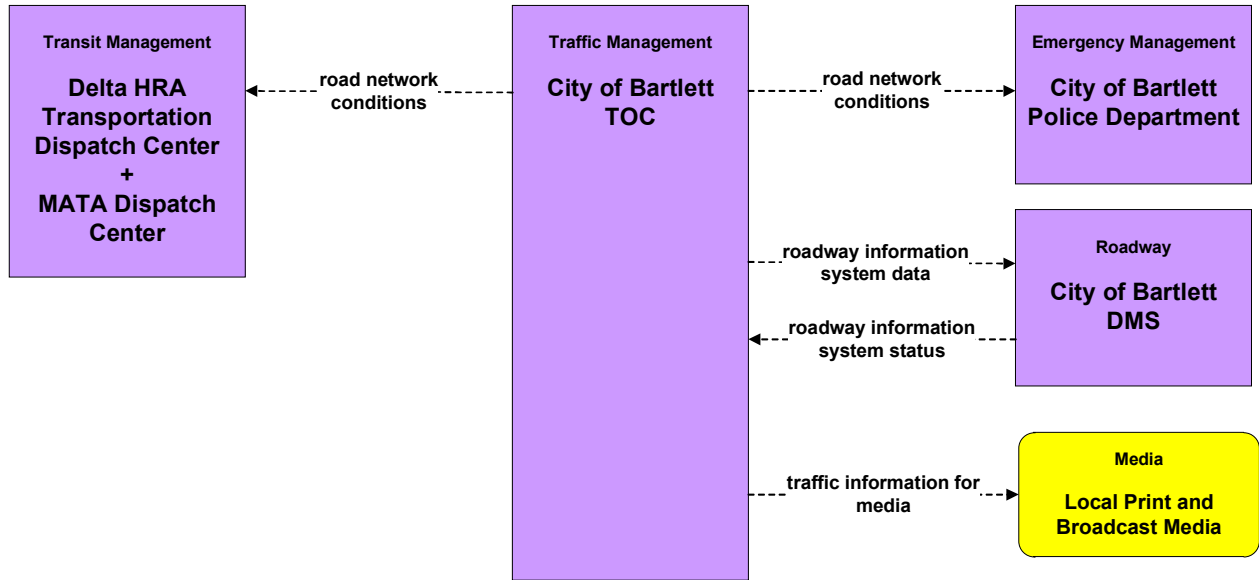 Transit Management
Delta HRA
Transportation
Dispatch Center
+
MATA Dispatch
Center
road network
conditions
Traffic Management
City of Bartlett
TOC
road network
conditions
Emergency Management
City of Bartlett
Police Department
roadway information
system data
roadway information
system status
Roadway
City of Bartlett
DMS
traffic information for
media
Media
Local Print and
Broadcast Media